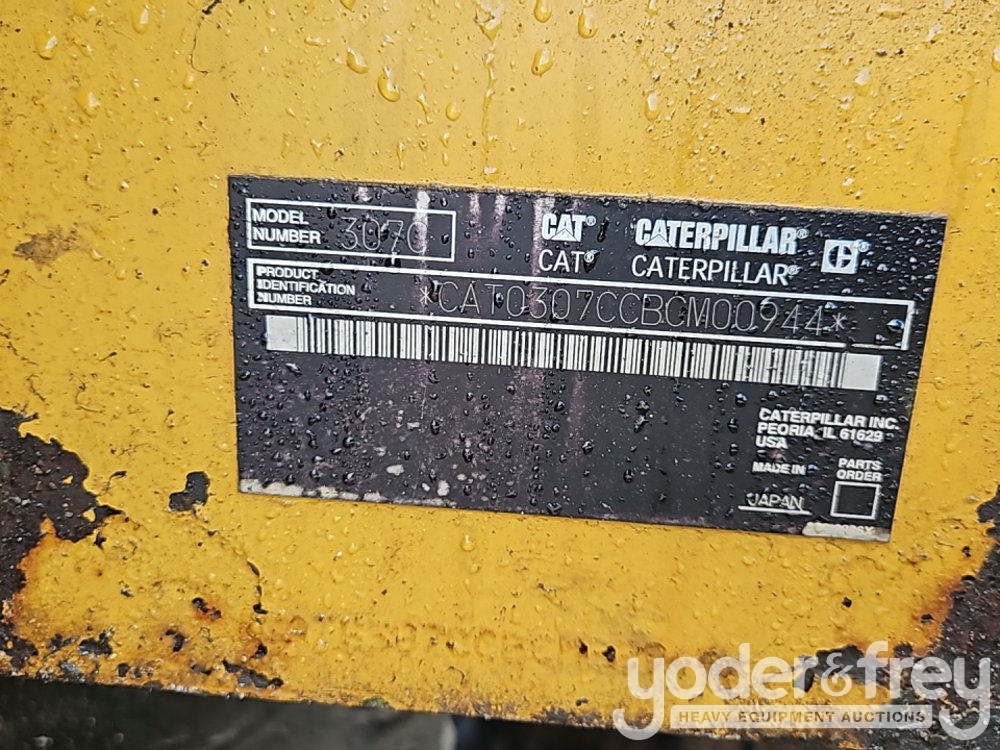 MODEL
NUMBER 307C
CAT® CATERPILLAR®
CAT® CATERPILLAR®
PRODUCT
IDENTIFICATION
NUMBER
*CAT0307CCBCM00944*
CATERPILLAR INC.
PEORIA, IL 61629
USA
MADE IN
JAPAN
PARTS
ORDER
yoder&frey
HEAVY EQUIPMENT AUCTIONS